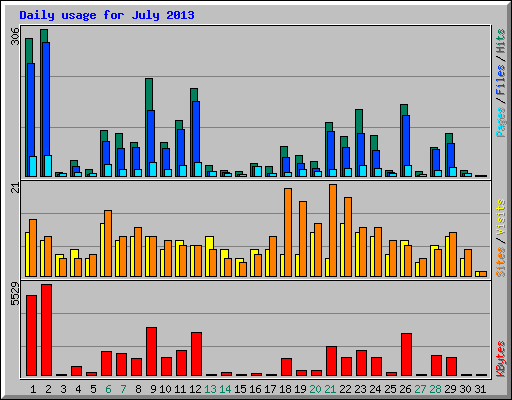 Daily usage for July 2013
306
Pages/Files/Hits
21
Sites/Visits
5529
KBytes
1 2 3 4 5 6 7 8 9 10 11 12 13 14 15 16 17 18 19 20 21 22 23 24 25 26 27 28 29 30 31